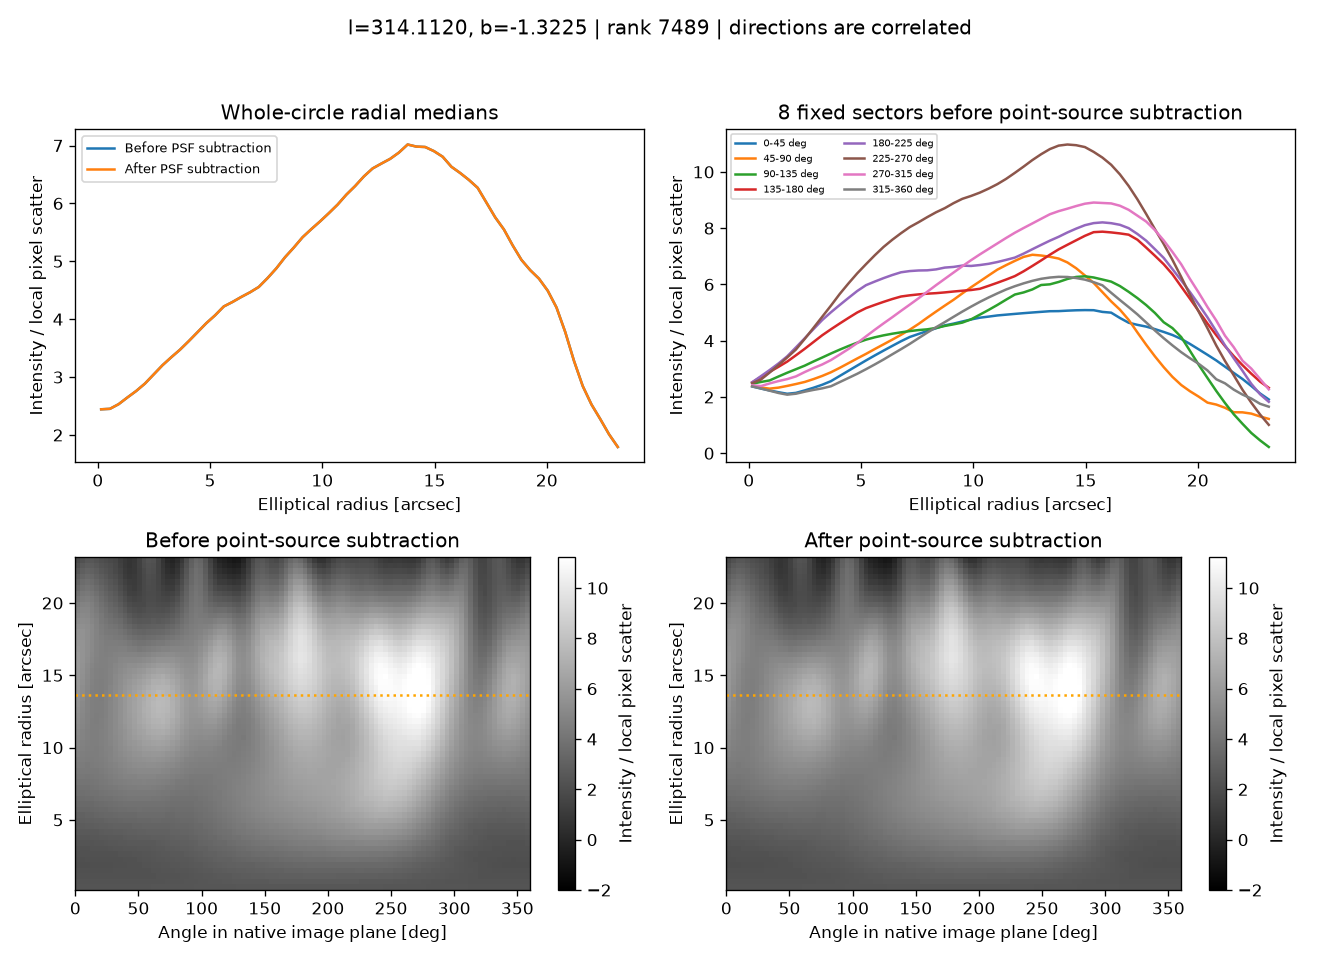 l=314.1120, b=-1.3225 | rank 7489 | directions are correlated
Whole-circle radial medians
Before PSF subtraction
After PSF subtraction
7
6
5
4
3
2
Intensity / local pixel scatter
0
5
10
15
20
Elliptical radius [arcsec]
8 fixed sectors before point-source subtraction
0-45 deg
45-90 deg
90-135 deg
135-180 deg
180-225 deg
225-270 deg
270-315 deg
315-360 deg
10
8
6
4
2
0
Intensity / local pixel scatter
0
5
10
15
20
Elliptical radius [arcsec]
Before point-source subtraction
20
15
10
5
Elliptical radius [arcsec]
0
50
100
150
200
250
300
350
Angle in native image plane [deg]
10
8
6
4
2
0
−2
Intensity / local pixel scatter
After point-source subtraction
20
15
10
5
Elliptical radius [arcsec]
0
50
100
150
200
250
300
350
Angle in native image plane [deg]
10
8
6
4
2
0
−2
Intensity / local pixel scatter